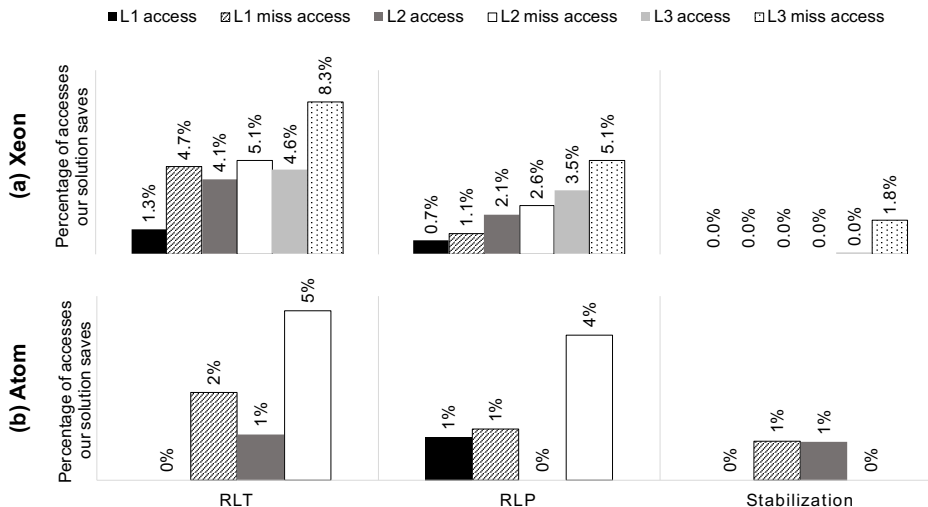 L1 access L1 miss access L2 access L2 miss access L3 access L3 miss access
(a) Xeon
Percentage of accesses
our solution saves
1.3% 4.7% 4.1% 5.1% 4.6% 8.3%
0.7% 1.1% 2.1% 2.6% 3.5% 5.1%
0.0% 0.0% 0.0% 0.0% 0.0% 1.8%
(b) Atom
Percentage of accesses
our solution saves
0% 2% 1% 5%
1% 1% 0% 4%
0% 1% 1% 0%
RLT RLP Stabilization